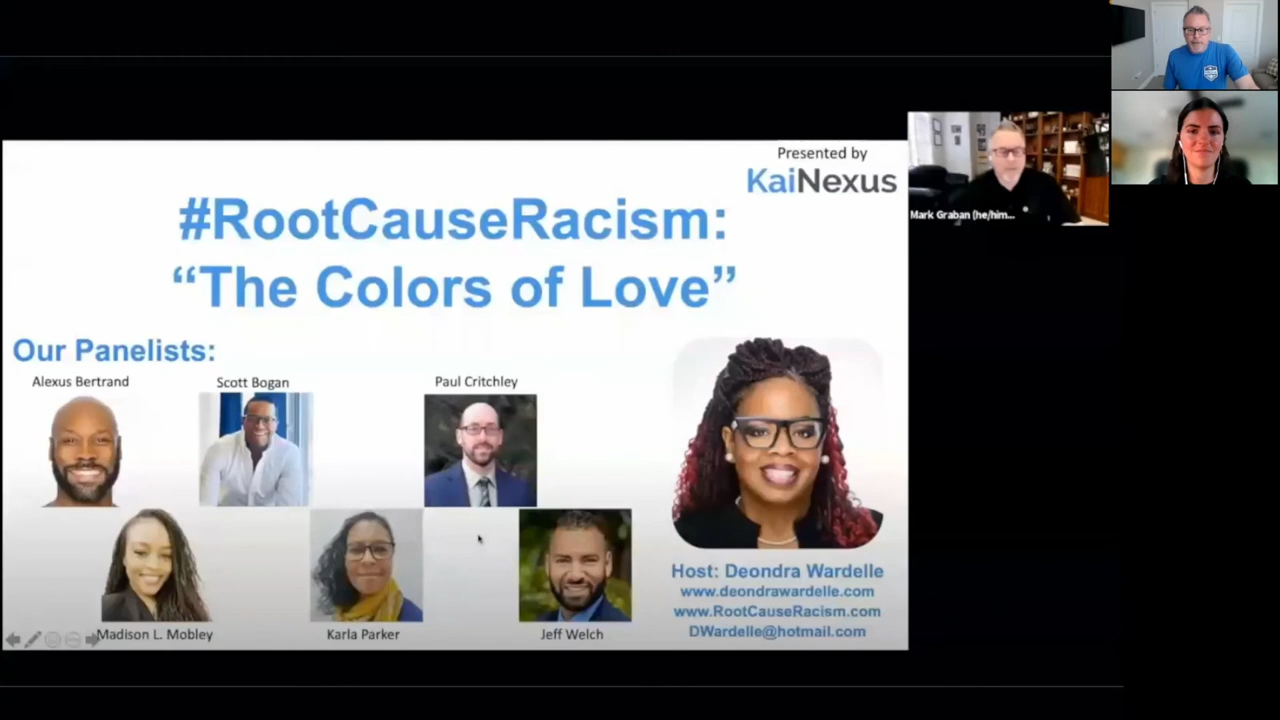 Presented by
KaiNexus
#RootCauseRacism:
“The Colors of Love”
Our Panelists:
Alexus Bertrand
Scott Bogan
Paul Critchley
Madison L. Mobley
Karla Parker
Jeff Welch
Host: Deondra Wardelle
www.deondrawardelle.com
www.RootCauseRacism.com
DWardelle@hotmail.com
Mark Graban (he/him...